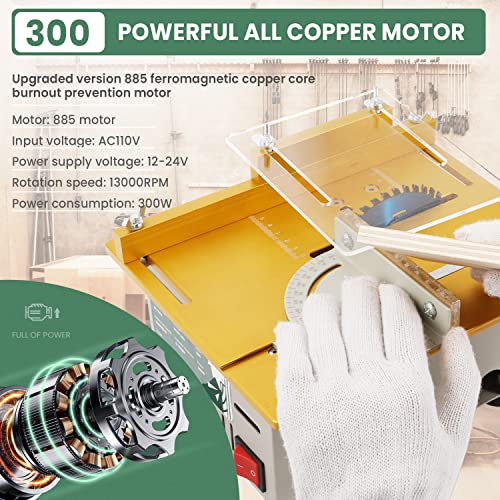 300 POWERFUL ALL COPPER MOTOR
Upgraded version 885 ferromagnetic copper core
burnout prevention motor
Motor: 885 motor
Input voltage: AC110V
Power supply voltage: 12-24V
Rotation speed: 13000RPM
Power consumption: 300W
FULL OF POWER